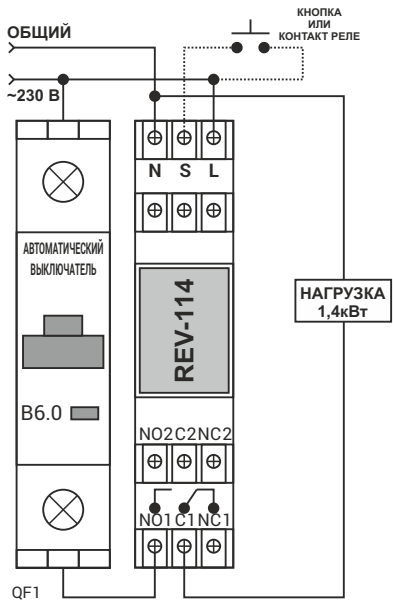 КНОПКА
ИЛИ
КОНТАКТ РЕЛЕ
ОБЩИЙ
~230 В
N S L
АВТОМАТИЧЕСКИЙ
ВЫКЛЮЧАТЕЛЬ
REV-114
НАГРУЗКА
1,4кВт
B6.0
NO2 C2 NC2
NO1 C1 NC1
QF1